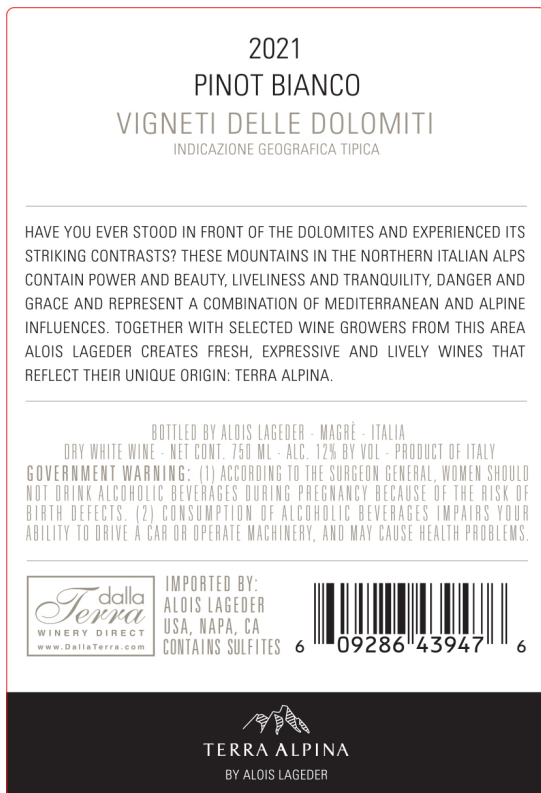 2021
PINOT BIANCO
VIGNETI DELLE DOLOMITI
INDICAZIONE GEOGRAFICA TIPICA
HAVE YOU EVER STOOD IN FRONT OF THE DOLOMITES AND EXPERIENCED ITS
STRIKING CONTRASTS? THESE MOUNTAINS IN THE NORTHERN ITALIAN ALPS
CONTAIN POWER AND BEAUTY, LIVELINESS AND TRANQUILITY, DANGER AND
GRACE AND REPRESENT A COMBINATION OF MEDITERRANEAN AND ALPINE
INFLUENCES. TOGETHER WITH SELECTED WINE GROWERS FROM THIS AREA
ALOIS LAGEDER CREATES FRESH, EXPRESSIVE AND LIVELY WINES THAT
REFLECT THEIR UNIQUE ORIGIN: TERRA ALPINA.
BOTTLED BY ALOIS LAGEDER - MAGRÈ - ITALIA
DRY WHITE WINE - NET CONT. 750 ML - ALC. 12% BY VOL - PRODUCT OF ITALY
GOVERNMENT WARNING: (1) ACCORDING TO THE SURGEON GENERAL, WOMEN SHOULD
NOT DRINK ALCOHOLIC BEVERAGES DURING PREGNANCY BECAUSE OF THE RISK OF
BIRTH DEFECTS. (2) CONSUMPTION OF ALCOHOLIC BEVERAGES IMPAIRS YOUR
ABILITY TO DRIVE A CAR OR OPERATE MACHINERY, AND MAY CAUSE HEALTH PROBLEMS.
dalla
Terra
WINERY DIRECT
www.DallaTerra.com
IMPORTED BY:
ALOIS LAGEDER
USA, NAPA, CA
CONTAINS SULFITES
6 09286 43947 6
TERRA ALPINA
BY ALOIS LAGEDER